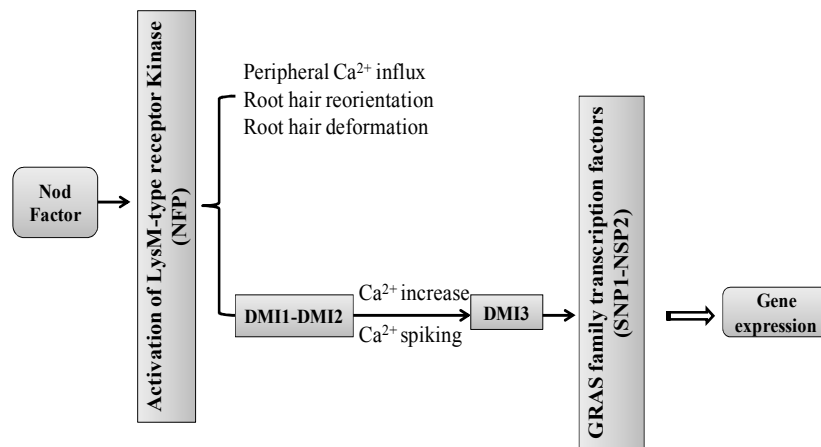 Nod
Factor
Activation of LysM-type receptor Kinase
(NFP)
Peripheral Ca²⁺ influx
Root hair reorientation
Root hair deformation
DMI1-DMI2
Ca²⁺ increase
Ca²⁺ spiking
DMI3
GRAS family transcription factors
(SNP1-NSP2)
Gene
expression